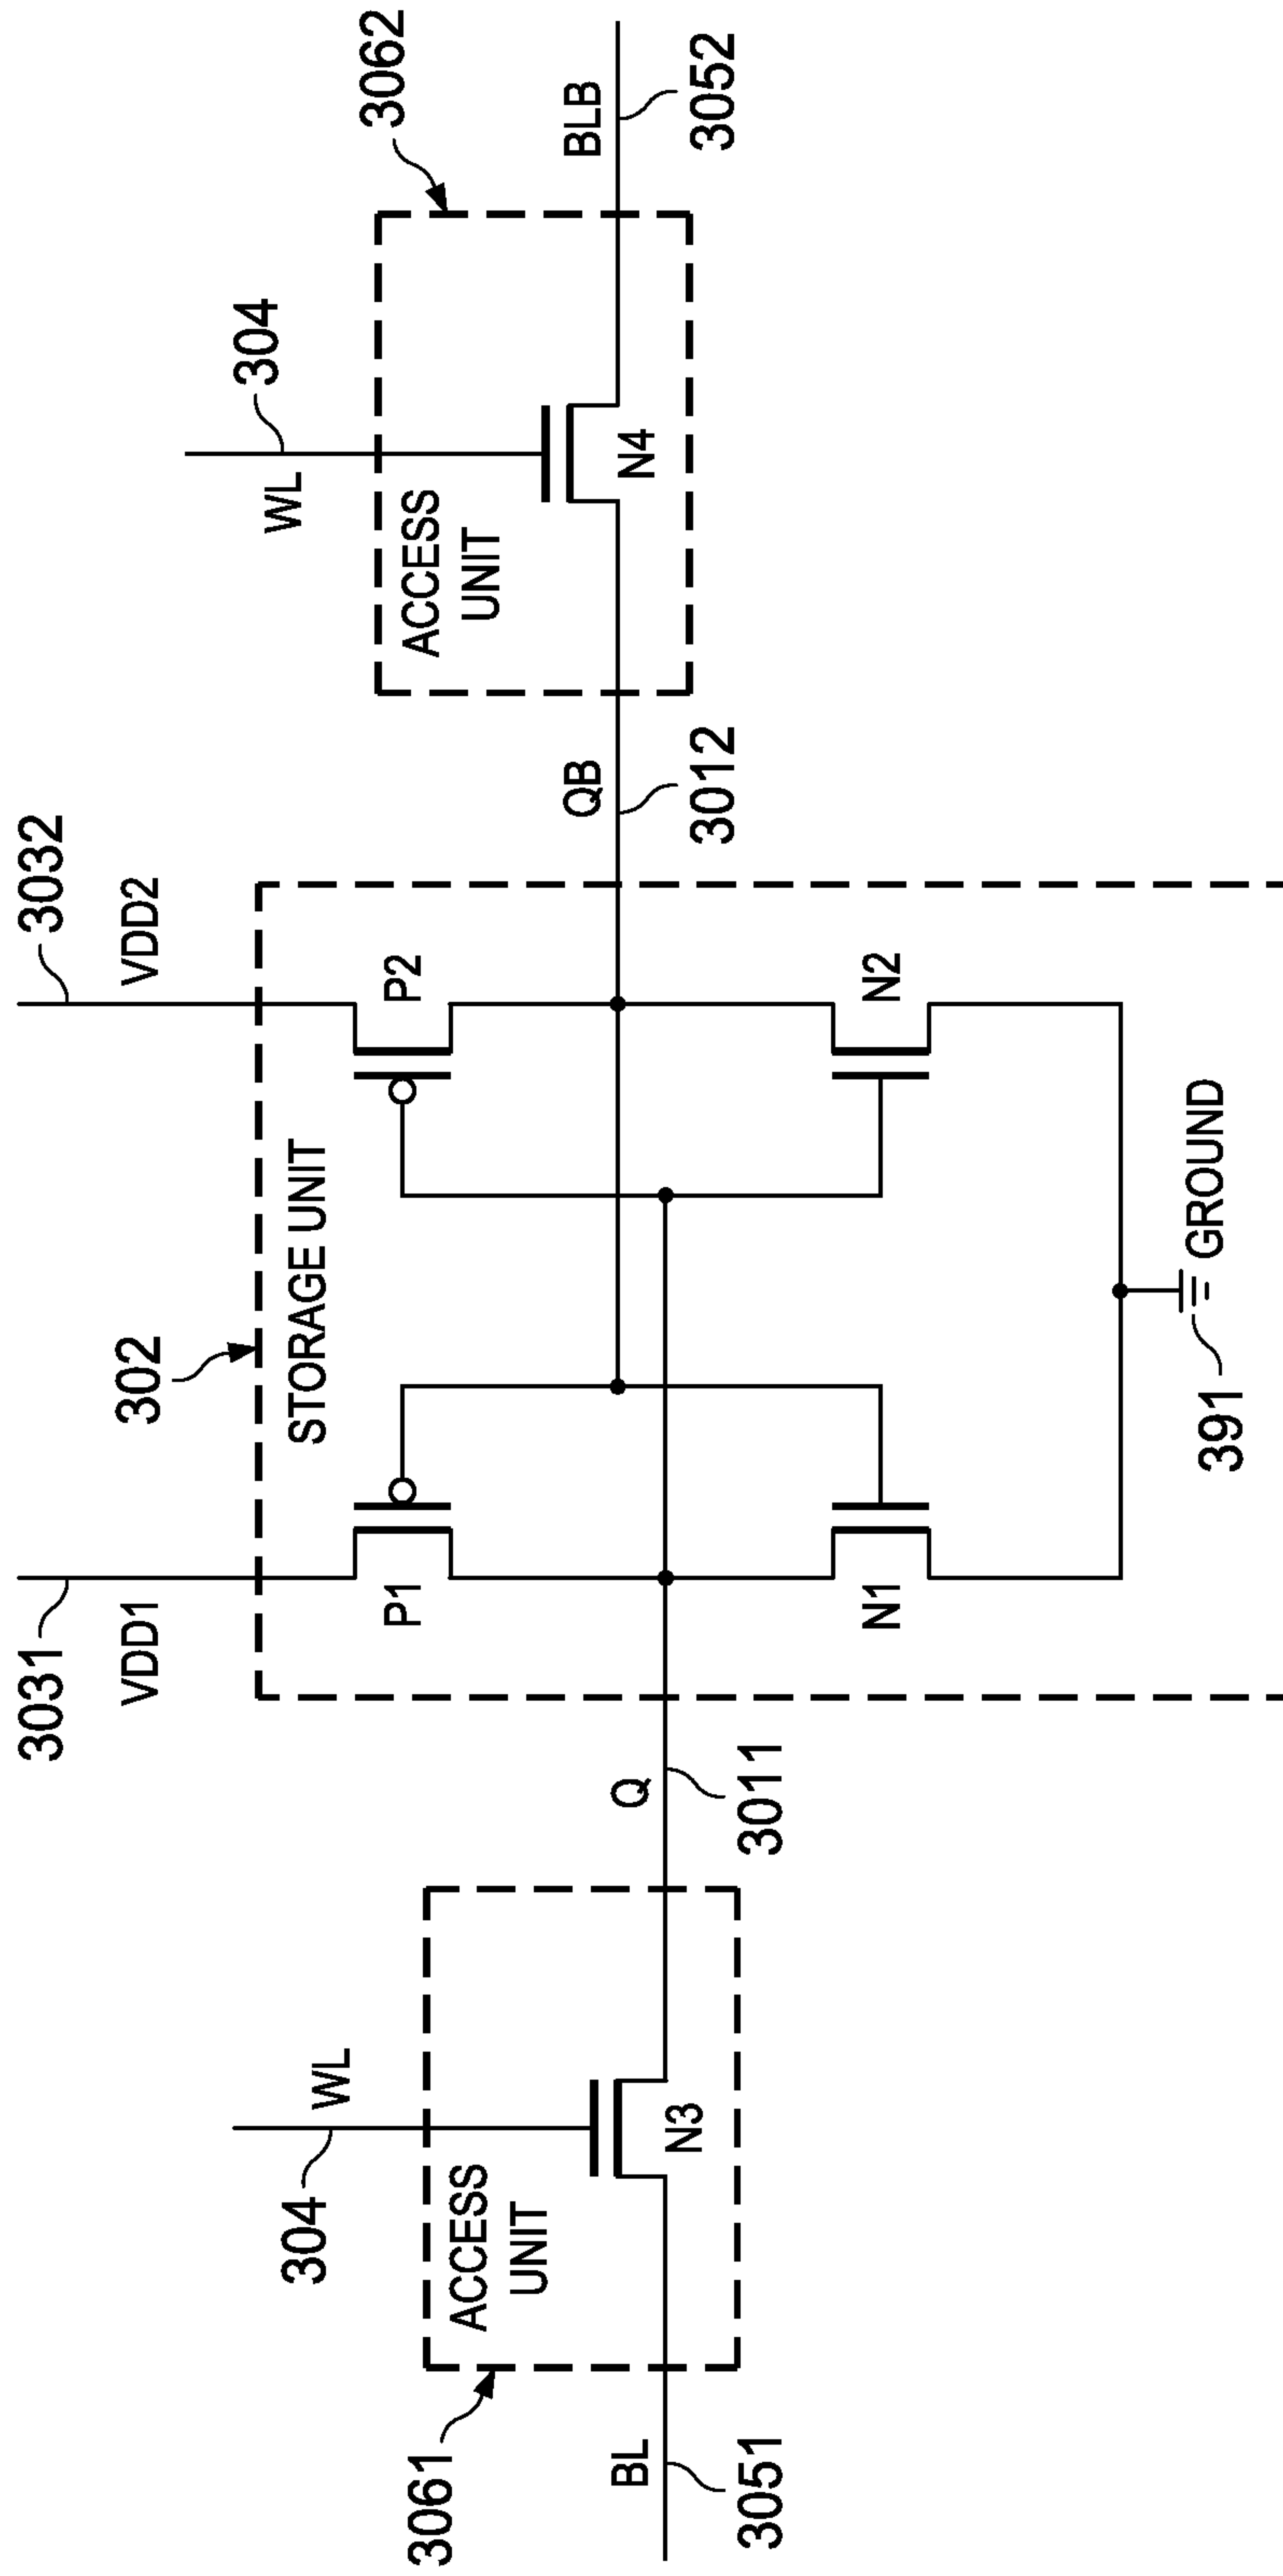 3031
3032
VDD1
VDD2
302
STORAGE UNIT
304
WL
304
WL
3061
3062
ACCESS
UNIT
ACCESS
UNIT
P1
P2
BL
Q
QB
BLB
N3
N4
3051
3011
3012
3052
N1
N2
391
GROUND